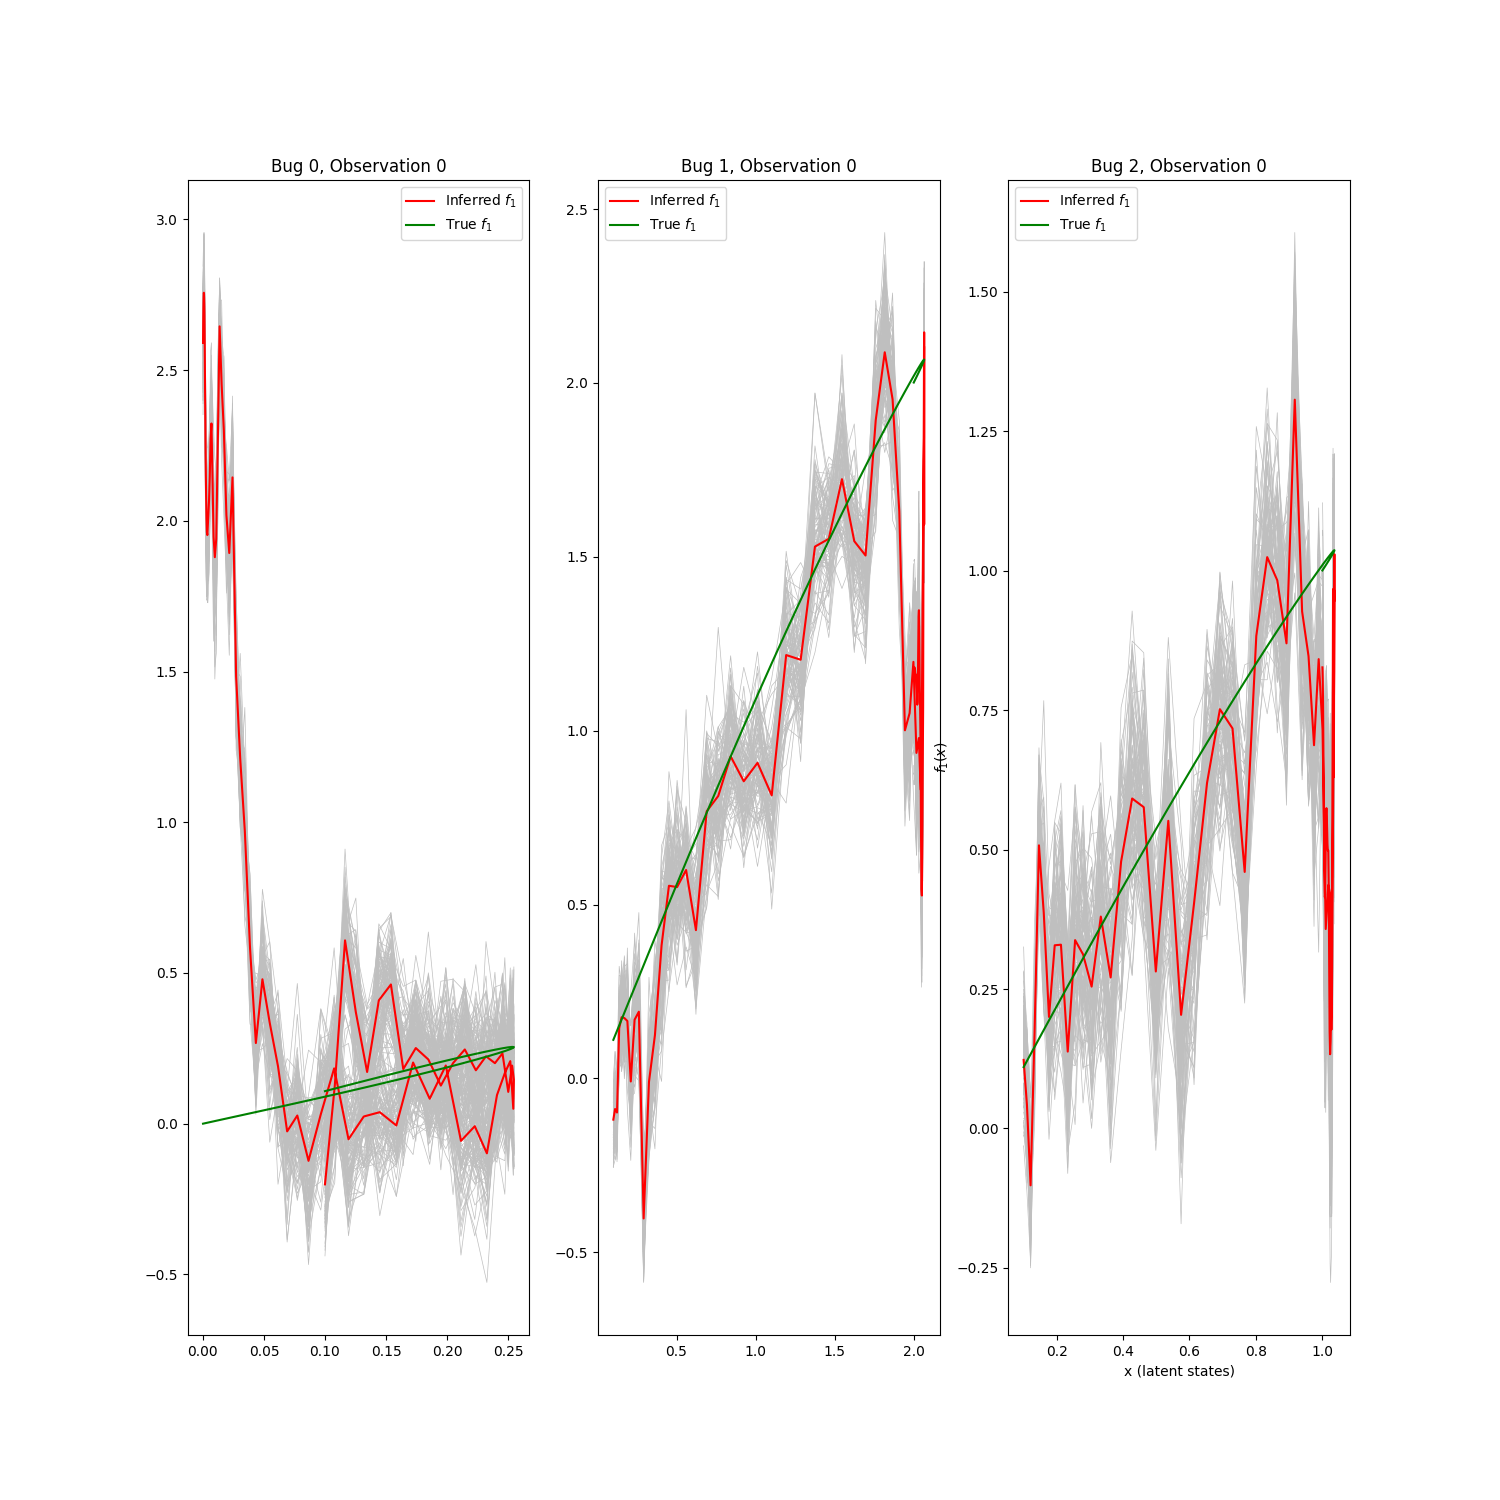 Bug 0, Observation 0
Inferred f₁
True f₁
3.0
2.5
2.0
1.5
1.0
0.5
0.0
−0.5
0.00 0.05 0.10 0.15 0.20 0.25
Bug 1, Observation 0
Inferred f₁
True f₁
2.5
2.0
1.5
1.0
0.5
0.0
−0.5
0.5 1.0 1.5 2.0
Bug 2, Observation 0
Inferred f₁
True f₁
f₁(x)
1.50
1.25
1.00
0.75
0.50
0.25
0.00
−0.25
0.2 0.4 0.6 0.8 1.0
x (latent states)